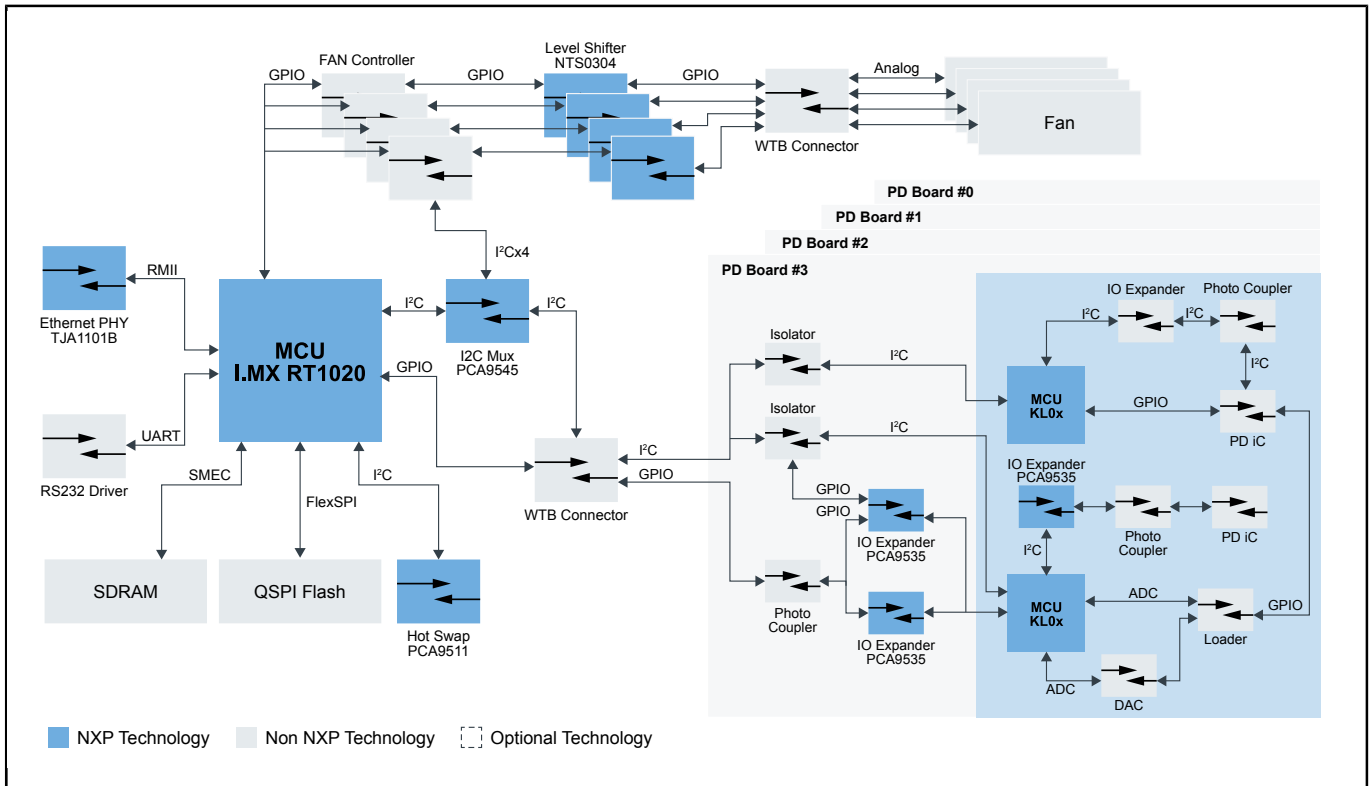 FAN Controller
Level Shifter
NTS0304
GPIO
GPIO
GPIO
Analog
WTB Connector
Fan
PD Board #0
PD Board #1
PD Board #2
PD Board #3
I²Cx4
RMII
Ethernet PHY
TJA1101B
MCU
I.MX RT1020
I²C
I2C Mux
PCA9545
I²C
GPIO
UART
RS232 Driver
SMEC
FlexSPI
I²C
SDRAM
QSPI Flash
Hot Swap
PCA9511
WTB Connector
I²C
GPIO
Isolator
I²C
Isolator
I²C
GPIO
GPIO
IO Expander
PCA9535
Photo
Coupler
IO Expander
PCA9535
IO Expander
Photo Coupler
I²C
I²C
I²C
MCU
KL0x
GPIO
PD iC
IO Expander
PCA9535
Photo
Coupler
PD iC
I²C
MCU
KL0x
ADC
Loader
GPIO
ADC
DAC
NXP Technology
Non NXP Technology
Optional Technology